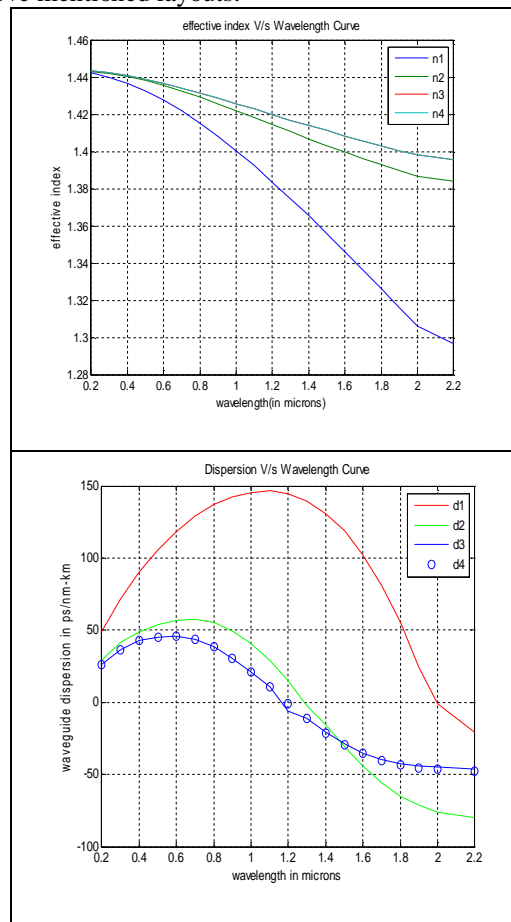 ve mentioned layouts.
effective index V/s Wavelength Curve
1.46
1.44
1.42
1.4
1.38
1.36
1.34
1.32
1.3
1.28
effective index
n1
n2
n3
n4
0.2 0.4 0.6 0.8 1 1.2 1.4 1.6 1.8 2 2.2
wavelength(in microns)
Dispersion V/s Wavelength Curve
150
100
50
0
-50
-100
waveguide dispersion in ps/nm-km
d1
d2
d3
d4
0.2 0.4 0.6 0.8 1 1.2 1.4 1.6 1.8 2 2.2
wavelength in microns